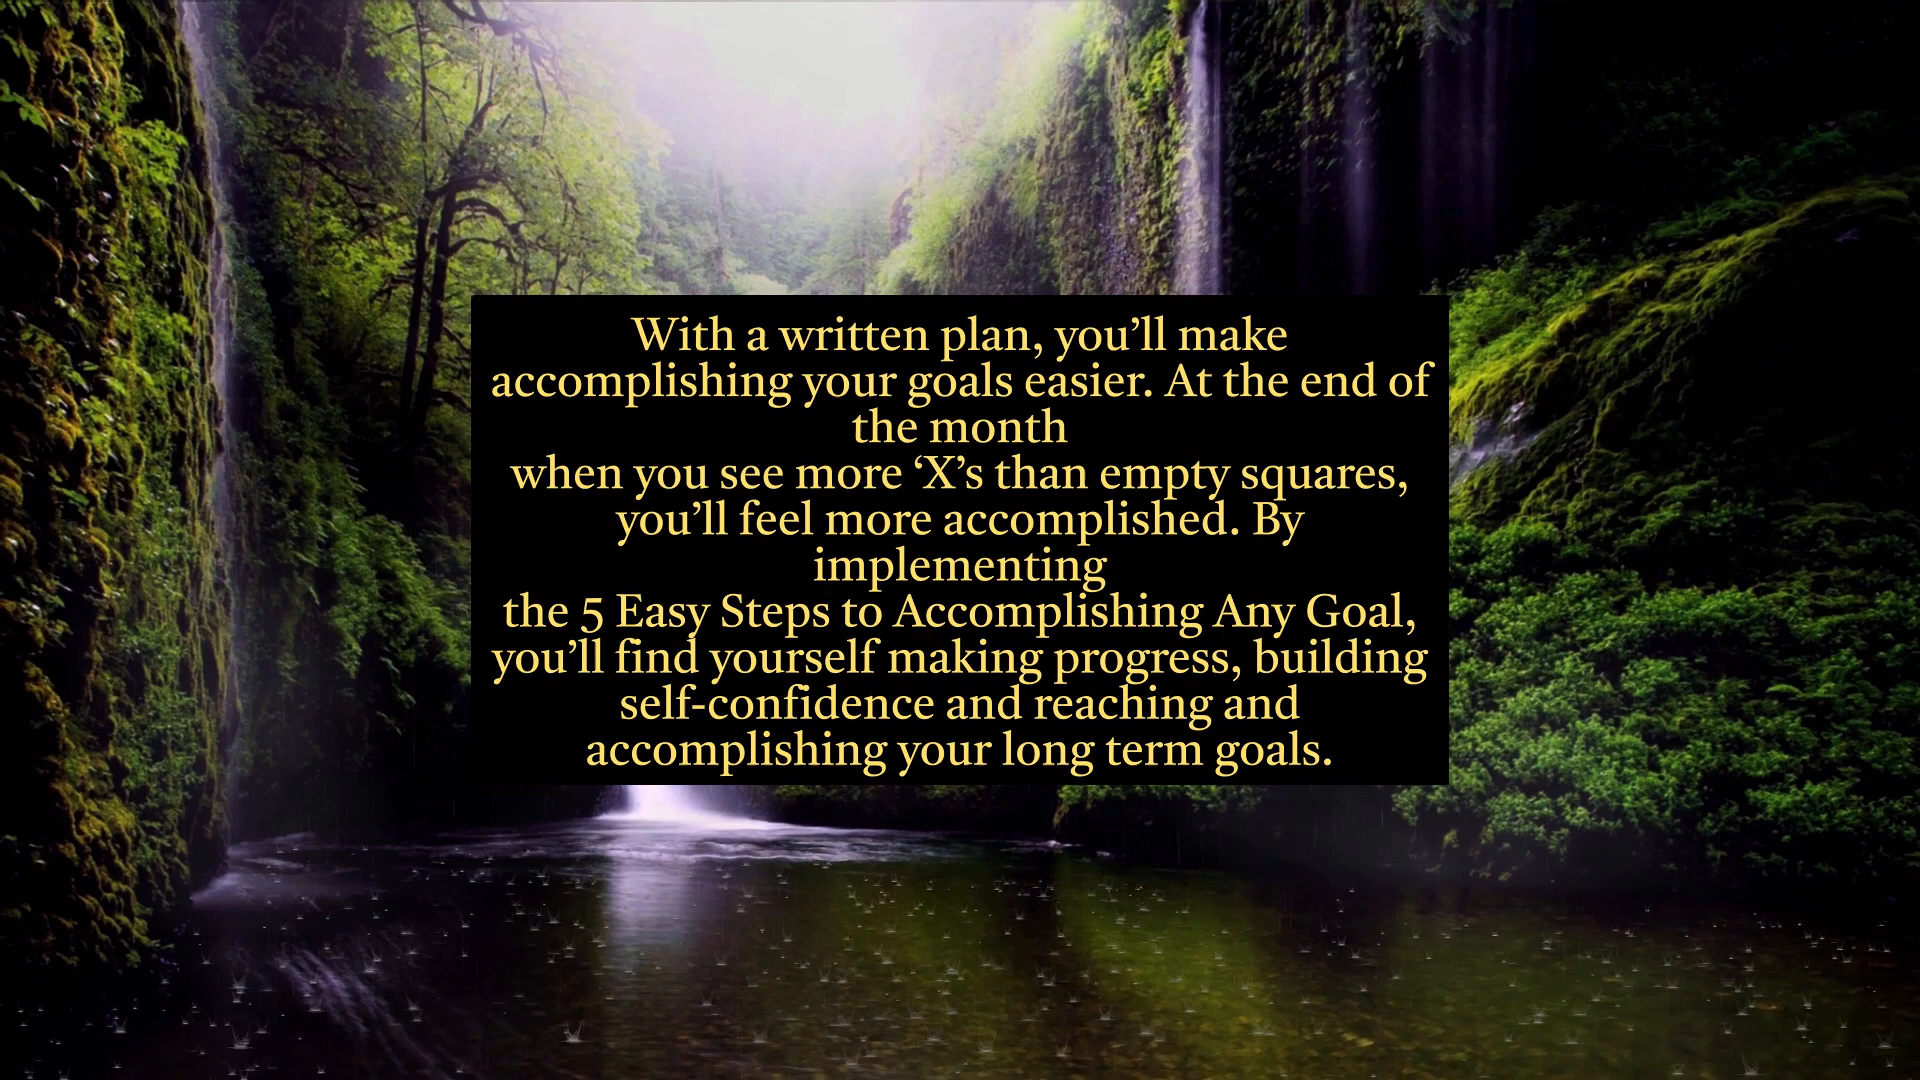 With a written plan, you’ll make
accomplishing your goals easier. At the end of
the month
when you see more ‘X’s than empty squares,
you’ll feel more accomplished. By
implementing
the 5 Easy Steps to Accomplishing Any Goal,
you’ll find yourself making progress, building
self-confidence and reaching and
accomplishing your long term goals.